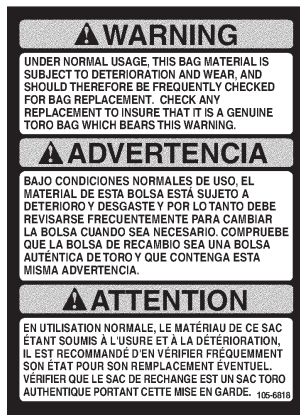 WARNING
UNDER NORMAL USAGE, THIS BAG MATERIAL IS
SUBJECT TO DETERIORATION AND WEAR, AND
SHOULD THEREFORE BE FREQUENTLY CHECKED
FOR BAG REPLACEMENT. CHECK ANY
REPLACEMENT TO INSURE THAT IT IS A GENUINE
TORO BAG WHICH BEARS THIS WARNING.
ADVERTENCIA
BAJO CONDICIONES NORMALES DE USO, EL
MATERIAL DE ESTA BOLSA ESTÁ SUJETO A
DETERIORO Y DESGASTE Y POR LO TANTO DEBE
REVISARSE FRECUENTEMENTE PARA CAMBIAR
LA BOLSA CUANDO SEA NECESARIO. COMPRUEBE
QUE LA BOLSA DE RECAMBIO SEA UNA BOLSA
AUTÉNTICA DE TORO Y QUE CONTENGA ESTA
MISMA ADVERTENCIA.
ATTENTION
EN UTILISATION NORMALE, LE MATÉRIAU DE CE SAC
ÉTANT SOUMIS À L'USURE ET À LA DÉTÉRIORATION,
IL EST RECOMMANDÉ D'EN VÉRIFIER FRÉQUEMMENT
SON ÉTAT POUR SON REMPLACEMENT ÉVENTUEL.
VÉRIFIER QUE LE SAC DE RECHANGE EST UN SAC TORO
AUTHENTIQUE PORTANT CETTE MISE EN GARDE. 105-6818